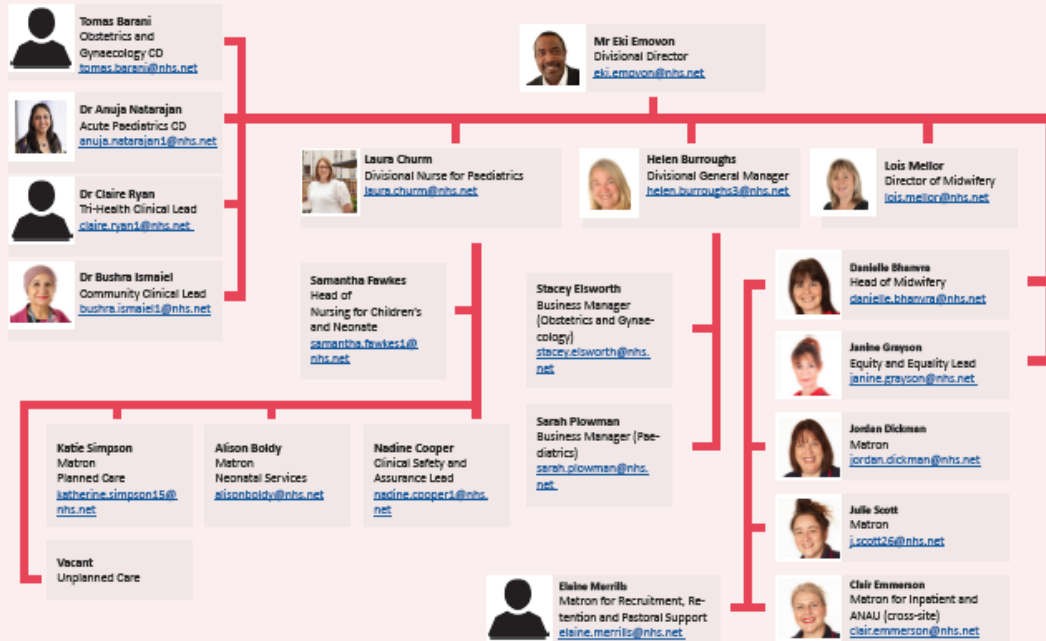 Tomas Barani
Obstetrics and
Gynaecology CD
tomas.barani@nhs.net
Mr Eki Emovon
Divisional Director
eki.emovon@nhs.net
Dr Anuja Natarajan
Acute Paediatrics CD
anuja.natarajan1@nhs.net
Dr Claire Ryan
Tri-Health Clinical Lead
claire.ryan1@nhs.net
Dr Bushra Ismaiel
Community Clinical Lead
bushra.ismaiel1@nhs.net
Laura Churm
Divisional Nurse for Paediatrics
laura.churm@nhs.net
Helen Burroughs
Divisional General Manager
helen.burroughs3@nhs.net
Lois Mellor
Director of Midwifery
lois.mellor@nhs.net
Samantha Fawkes
Head of
Nursing for Children's
and Neonate
samantha.fawkes1@
nhs.net
Stacey Elsworth
Business Manager
(Obstetrics and Gynae-
cology)
stacey.elsworth@nhs.
net
Sarah Plowman
Business Manager (Pae-
diatrics)
sarah.plowman@nhs.
net
Danielle Bhanvra
Head of Midwifery
danielle.bhanvra@nhs.net
Janine Grayson
Equity and Equality Lead
janine.grayson@nhs.net
Jordan Dickman
Matron
jordan.dickman@nhs.net
Julie Scott
Matron
j.scott26@nhs.net
Clair Emmerson
Matron for Inpatient and
ANAU (cross-site)
clair.emmerson@nhs.net
Katie Simpson
Matron
Planned Care
katherine.simpson15@
nhs.net
Alison Boldy
Matron
Neonatal Services
alisonboldy@nhs.net
Nadine Cooper
Clinical Safety and
Assurance Lead
nadine.cooper1@nhs.
net
Vacant
Unplanned Care
Elaine Merrills
Matron for Recruitment, Re-
tention and Pastoral Support
elaine.merrills@nhs.net